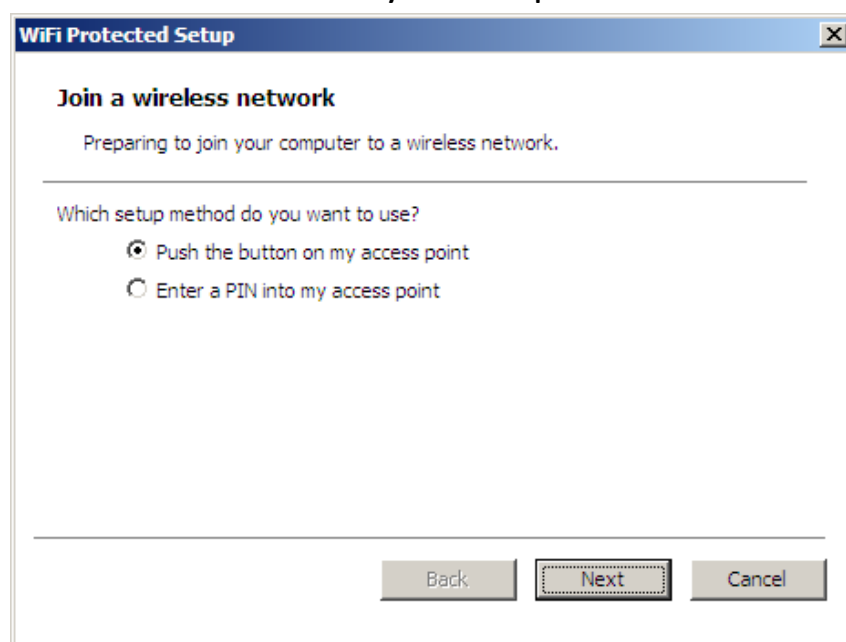 WiFi Protected Setup
Join a wireless network
Preparing to join your computer to a wireless network.
Which setup method do you want to use?
Push the button on my access point
Enter a PIN into my access point
Back Next Cancel